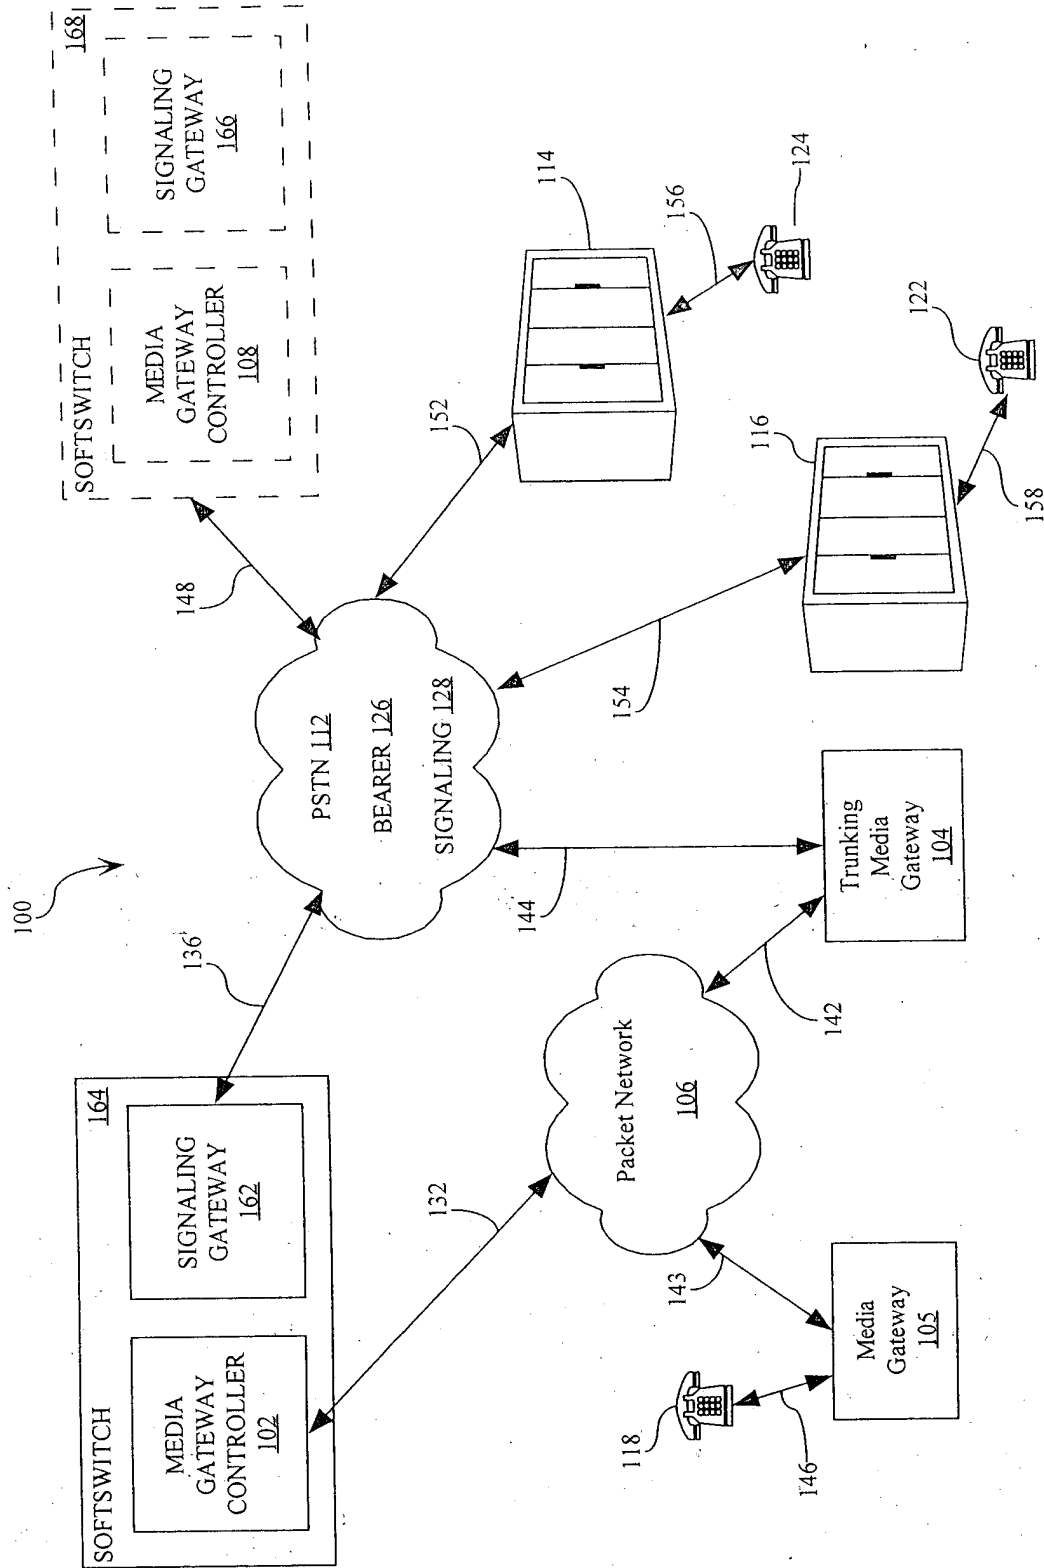 100
SOFTSWITCH
164
MEDIA
GATEWAY
CONTROLLER
102
SIGNALING
GATEWAY
162
136
132
PSTN 112
BEARER 126
SIGNALING 128
148
SOFTSWITCH
168
MEDIA
GATEWAY
CONTROLLER
108
SIGNALING
GATEWAY
166
152
114
156
124
154
116
158
122
144
Packet Network
106
142
Trunking
Media
Gateway
104
143
118
146
Media
Gateway
105